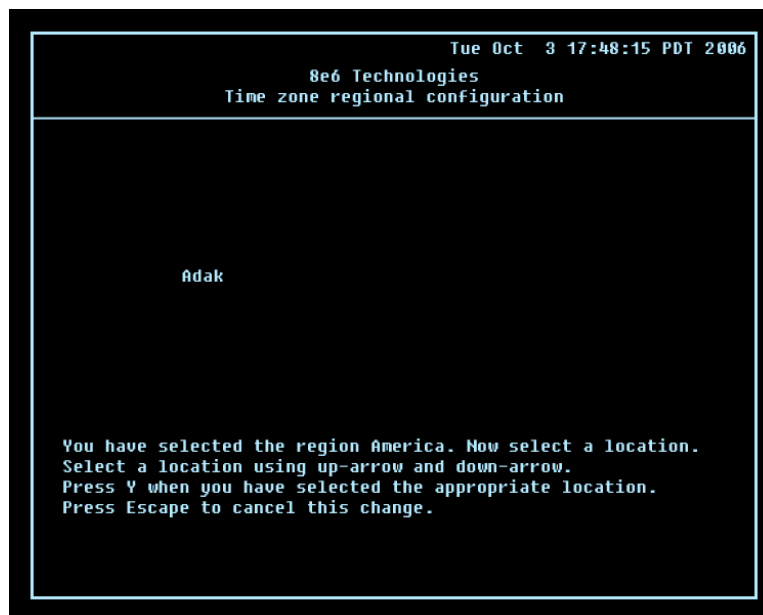 Tue Oct  3 17:48:15 PDT 2006
8e6 Technologies
Time zone regional configuration
Adak
You have selected the region America. Now select a location.
Select a location using up-arrow and down-arrow.
Press Y when you have selected the appropriate location.
Press Escape to cancel this change.